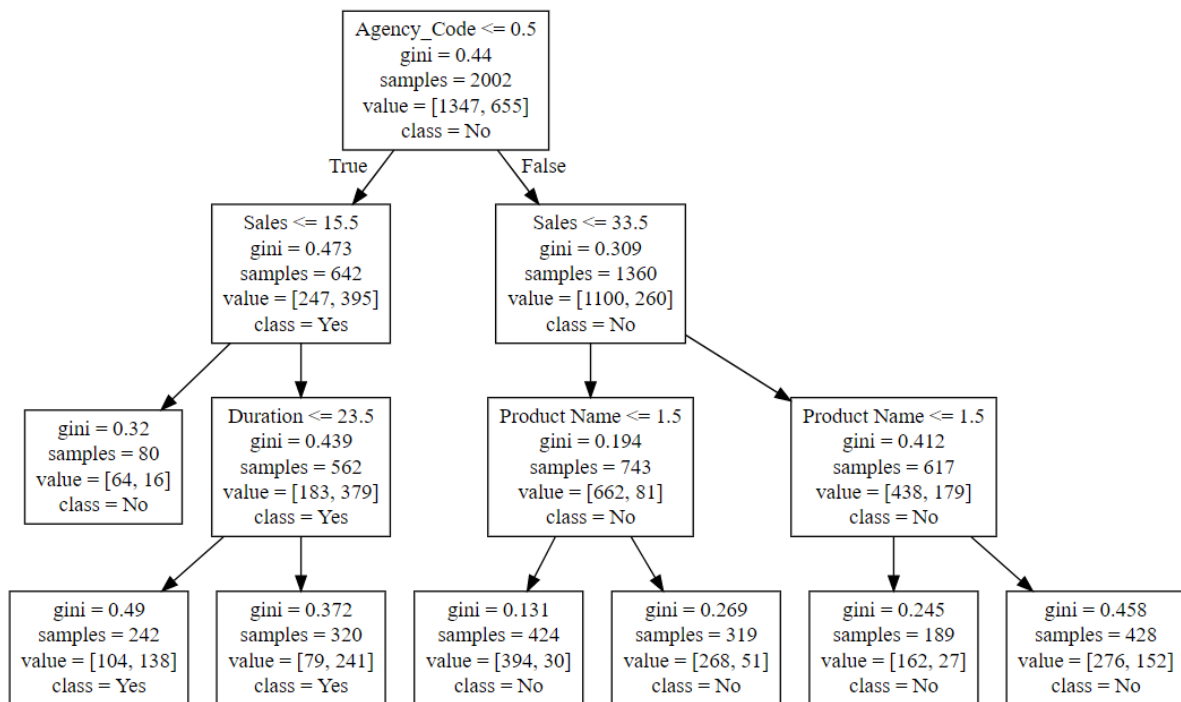 Agency_Code <= 0.5
gini = 0.44
samples = 2002
value = [1347, 655]
class = No
True
False
Sales <= 15.5
gini = 0.473
samples = 642
value = [247, 395]
class = Yes
Sales <= 33.5
gini = 0.309
samples = 1360
value = [1100, 260]
class = No
gini = 0.32
samples = 80
value = [64, 16]
class = No
Duration <= 23.5
gini = 0.439
samples = 562
value = [183, 379]
class = Yes
Product Name <= 1.5
gini = 0.194
samples = 743
value = [662, 81]
class = No
Product Name <= 1.5
gini = 0.412
samples = 617
value = [438, 179]
class = No
gini = 0.49
samples = 242
value = [104, 138]
class = Yes
gini = 0.372
samples = 320
value = [79, 241]
class = Yes
gini = 0.131
samples = 424
value = [394, 30]
class = No
gini = 0.269
samples = 319
value = [268, 51]
class = No
gini = 0.245
samples = 189
value = [162, 27]
class = No
gini = 0.458
samples = 428
value = [276, 152]
class = No